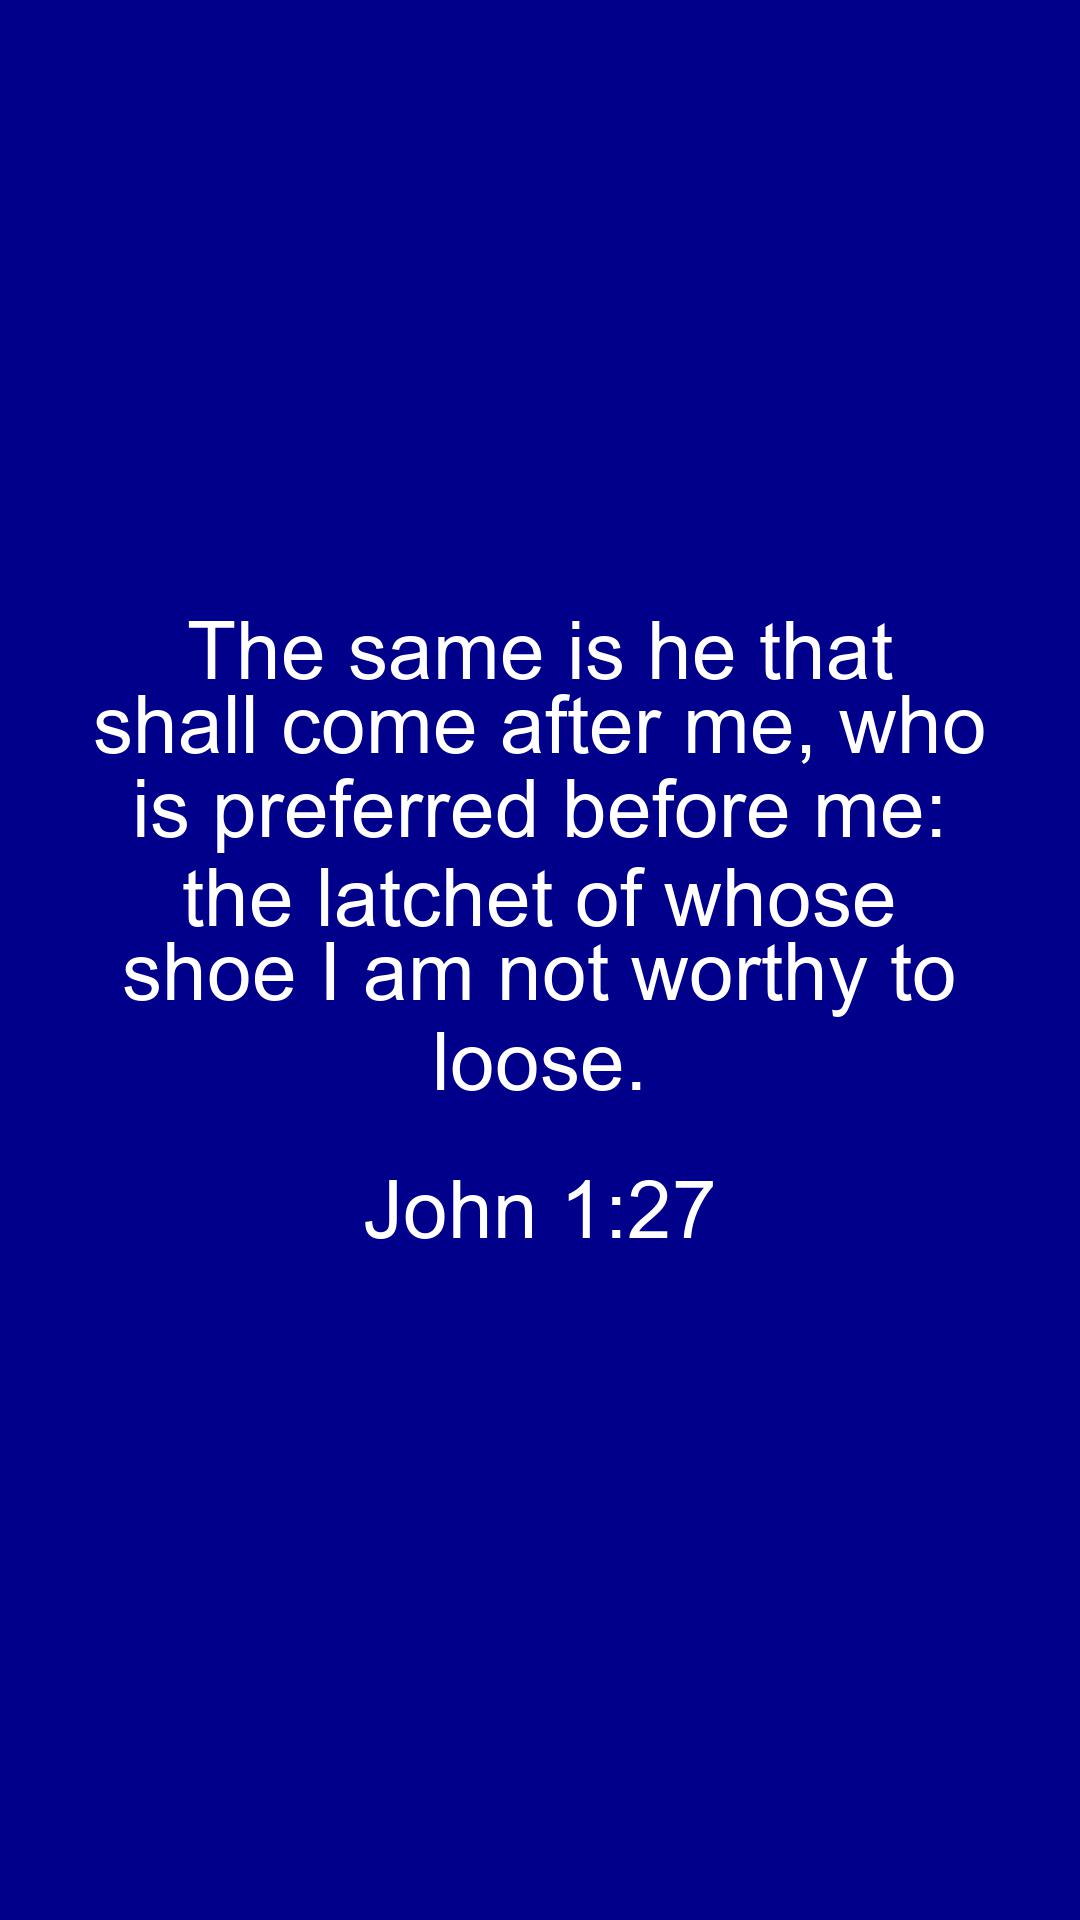 The same is he that
shall come after me, who
is preferred before me:
the latchet of whose
shoe I am not worthy to
loose.
John 1:27